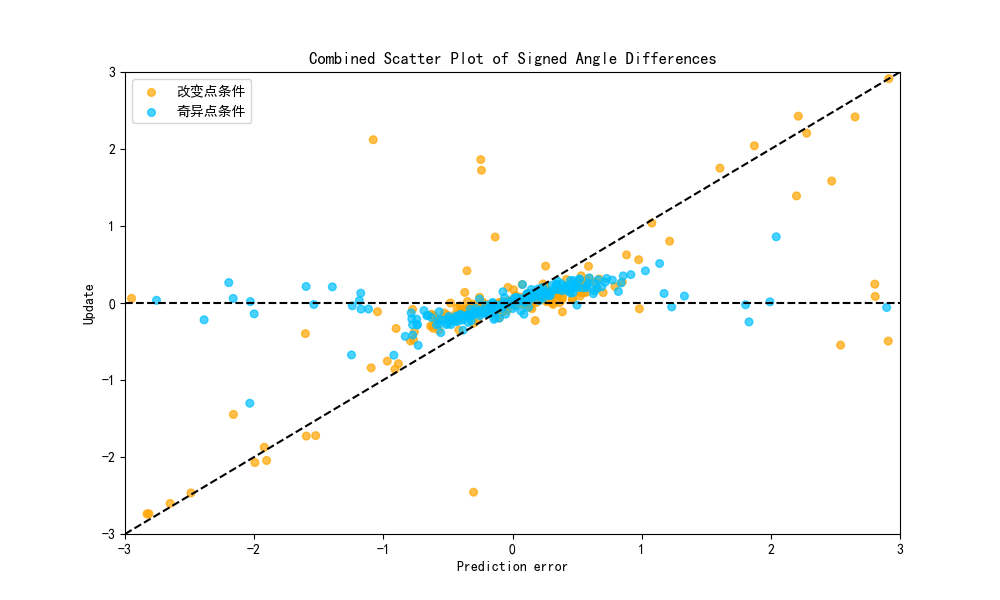 Combined Scatter Plot of Signed Angle Differences
改变点条件
奇异点条件
3
2
1
0
−1
−2
−3
Update
−3 −2 −1 0 1 2 3
Prediction error